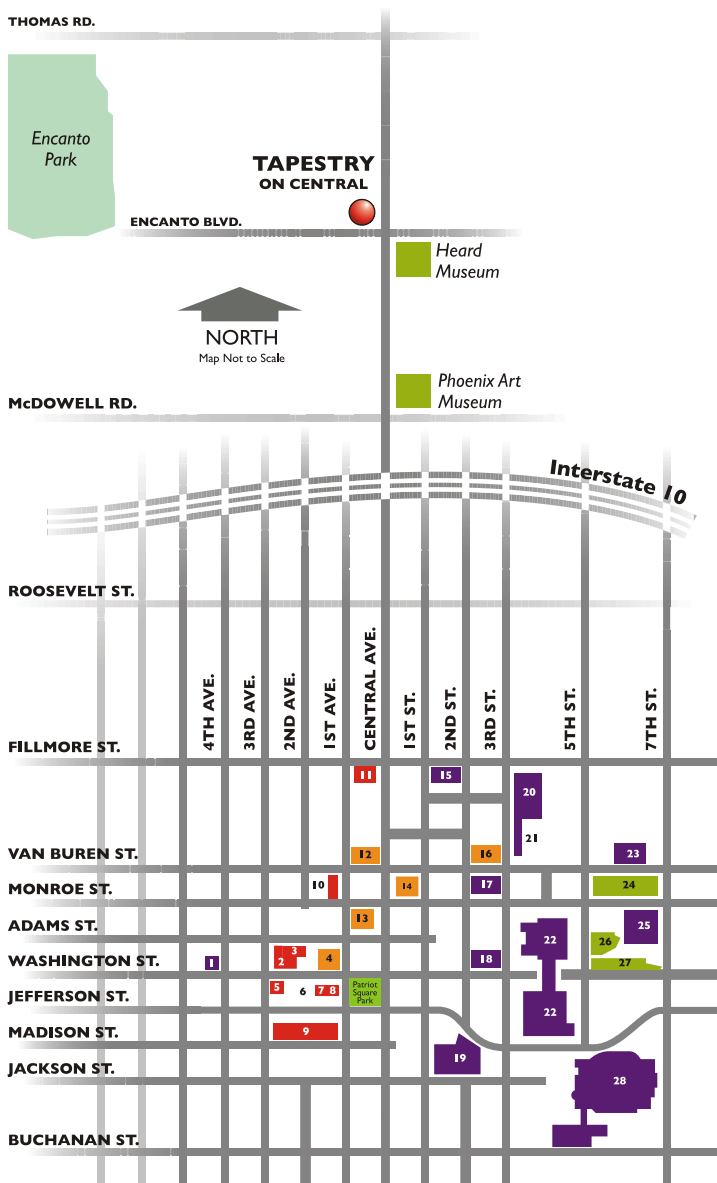 THOMAS RD.
Encanto
Park
TAPESTRY
ON CENTRAL
ENCANTO BLVD.
Heard
Museum
NORTH
Map Not to Scale
Phoenix Art
Museum
McDOWELL RD.
Interstate 10
ROOSEVELT ST.
4TH AVE.
3RD AVE.
2ND AVE.
1ST AVE.
CENTRAL AVE.
1ST ST.
2ND ST.
3RD ST.
5TH ST.
7TH ST.
FILLMORE ST.
11
15
20
21
VAN BUREN ST.
12
16
23
MONROE ST.
10
14
17
24
ADAMS ST.
13
22
25
26
WASHINGTON ST.
1
2
3
4
18
27
JEFFERSON ST.
5
6
7 8
Patriot
Square
Park
22
MADISON ST.
9
JACKSON ST.
19
28
BUCHANAN ST.